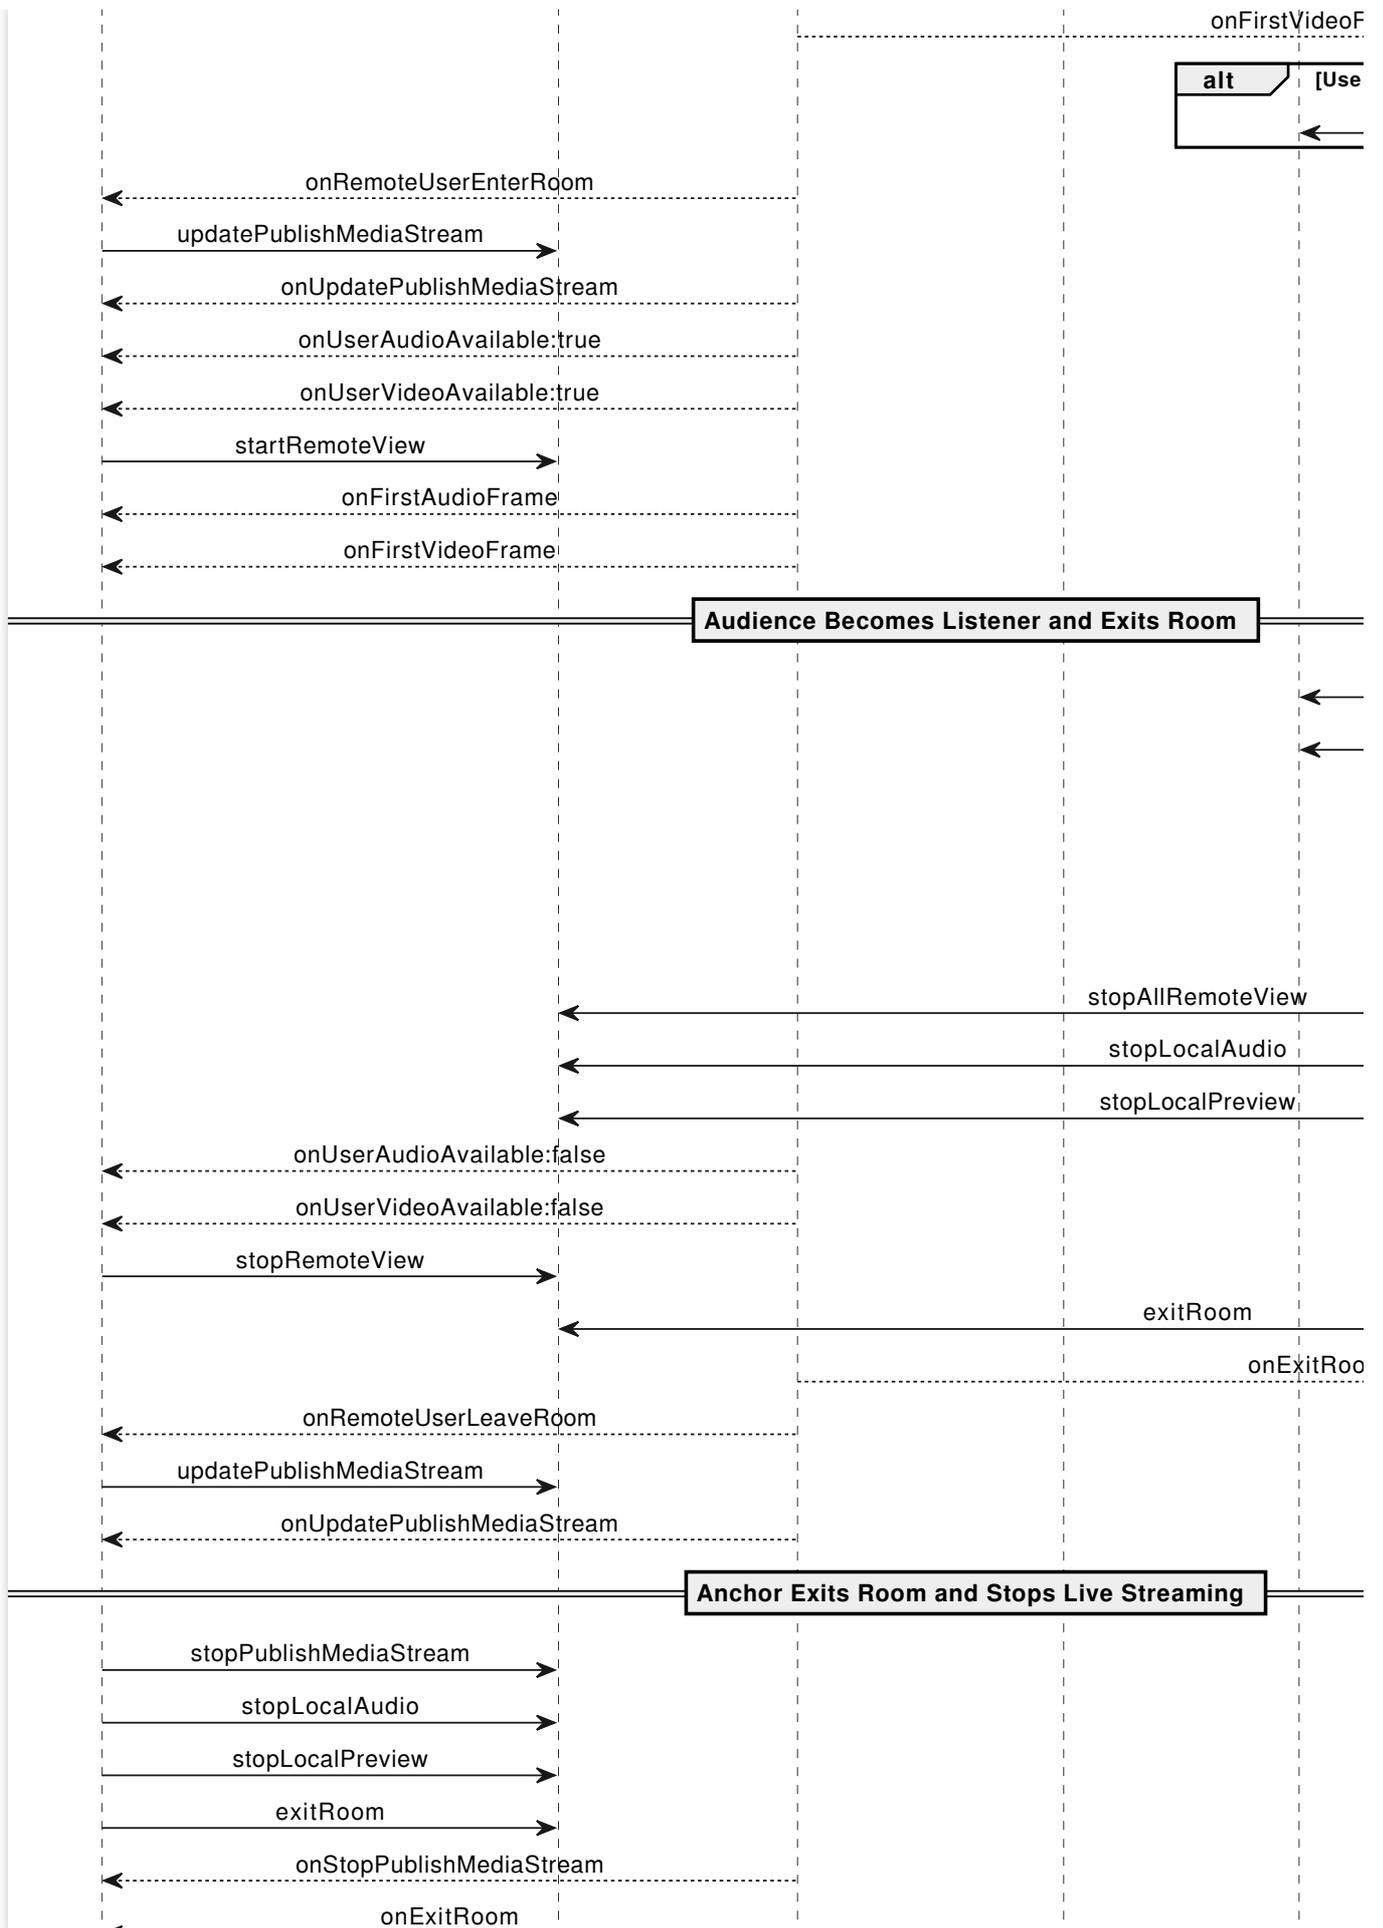 onFirstVideoF
alt
[Use
onRemoteUserEnterRoom
updatePublishMediaStream
onUpdatePublishMediaStream
onUserAudioAvailable:true
onUserVideoAvailable:true
startRemoteView
onFirstAudioFrame
onFirstVideoFrame
Audience Becomes Listener and Exits Room
stopAllRemoteView
stopLocalAudio
stopLocalPreview
onUserAudioAvailable:false
onUserVideoAvailable:false
stopRemoteView
exitRoom
onExitRoo
onRemoteUserLeaveRoom
updatePublishMediaStream
onUpdatePublishMediaStream
Anchor Exits Room and Stops Live Streaming
stopPublishMediaStream
stopLocalAudio
stopLocalPreview
exitRoom
onStopPublishMediaStream
onExitRoom